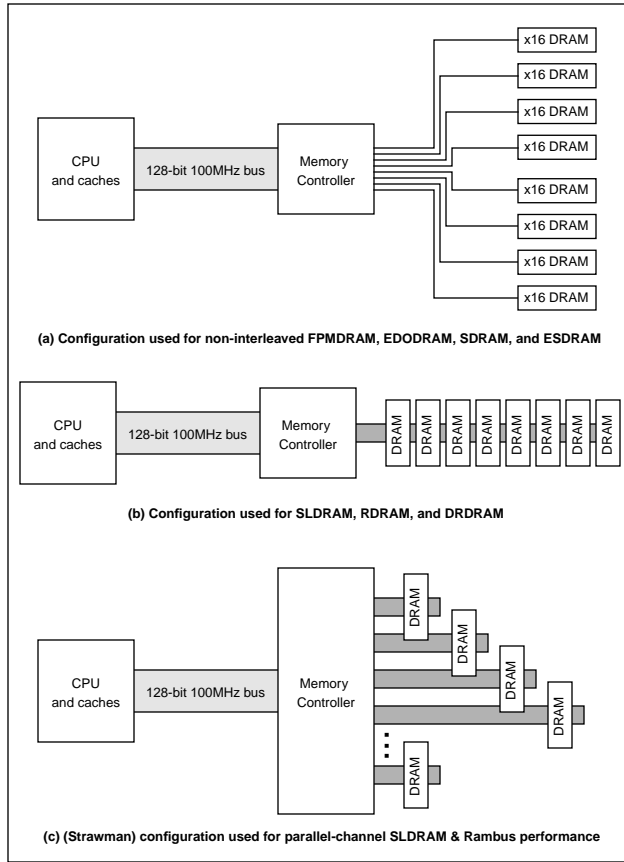 x16 DRAM
x16 DRAM
x16 DRAM
x16 DRAM
x16 DRAM
x16 DRAM
x16 DRAM
x16 DRAM
CPU
and caches
128-bit 100MHz bus
Memory
Controller
(a) Configuration used for non-interleaved FPMDRAM, EDODRAM, SDRAM, and ESDRAM
CPU
and caches
128-bit 100MHz bus
Memory
Controller
DRAM
DRAM
DRAM
DRAM
DRAM
DRAM
DRAM
DRAM
(b) Configuration used for SLDRAM, RDRAM, and DRDRAM
CPU
and caches
128-bit 100MHz bus
Memory
Controller
DRAM
DRAM
DRAM
DRAM
DRAM
(c) (Strawman) configuration used for parallel-channel SLDRAM & Rambus performance